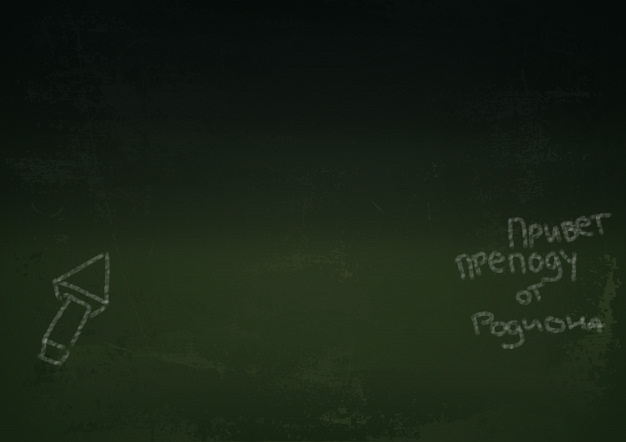 Привет
преподу
от
Родиона